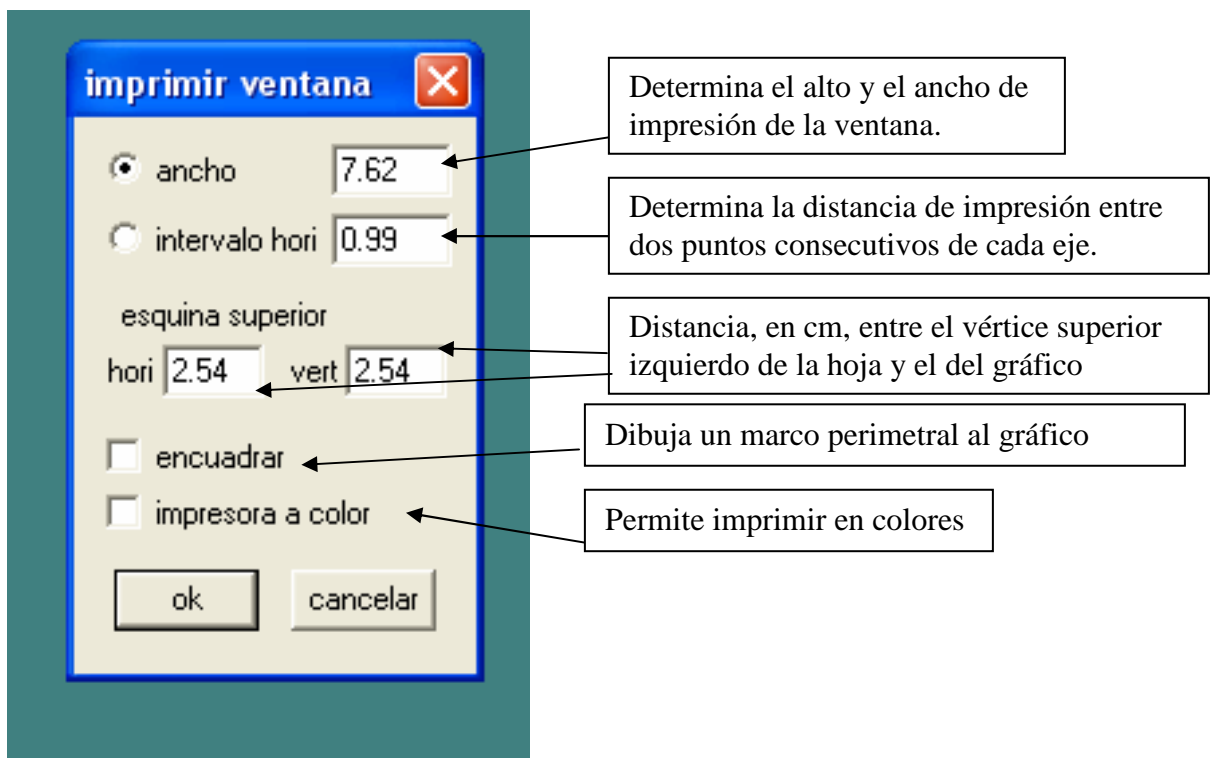 imprimir ventana
ancho 7.62
intervalo hori 0.99
esquina superior
hori 2.54 vert 2.54
encuadrar
impresora a color
ok cancelar
Determina el alto y el ancho de
impresión de la ventana.
Determina la distancia de impresión entre
dos puntos consecutivos de cada eje.
Distancia, en cm, entre el vértice superior
izquierdo de la hoja y el del gráfico
Dibuja un marco perimetral al gráfico
Permite imprimir en colores